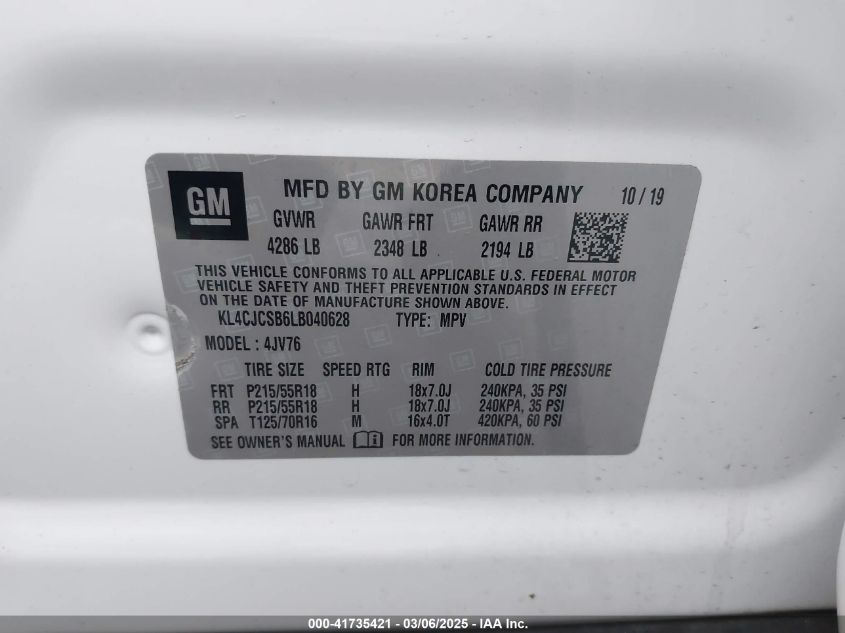 GM MFD BY GM KOREA COMPANY 10 / 19
GVWR GAWR FRT GAWR RR
4286 LB 2348 LB 2194 LB
THIS VEHICLE CONFORMS TO ALL APPLICABLE U.S. FEDERAL MOTOR
VEHICLE SAFETY AND THEFT PREVENTION STANDARDS IN EFFECT
ON THE DATE OF MANUFACTURE SHOWN ABOVE.
KL4CJCSB6LB040628 TYPE: MPV
MODEL : 4JV76
TIRE SIZE SPEED RTG RIM COLD TIRE PRESSURE
FRT P215/55R18 H 18x7.0J 240KPA, 35 PSI
RR P215/55R18 H 18x7.0J 240KPA, 35 PSI
SPA T125/70R16 M 16x4.0T 420KPA, 60 PSI
SEE OWNER'S MANUAL FOR MORE INFORMATION.
000-41735421 - 03/06/2025 - IAA Inc.